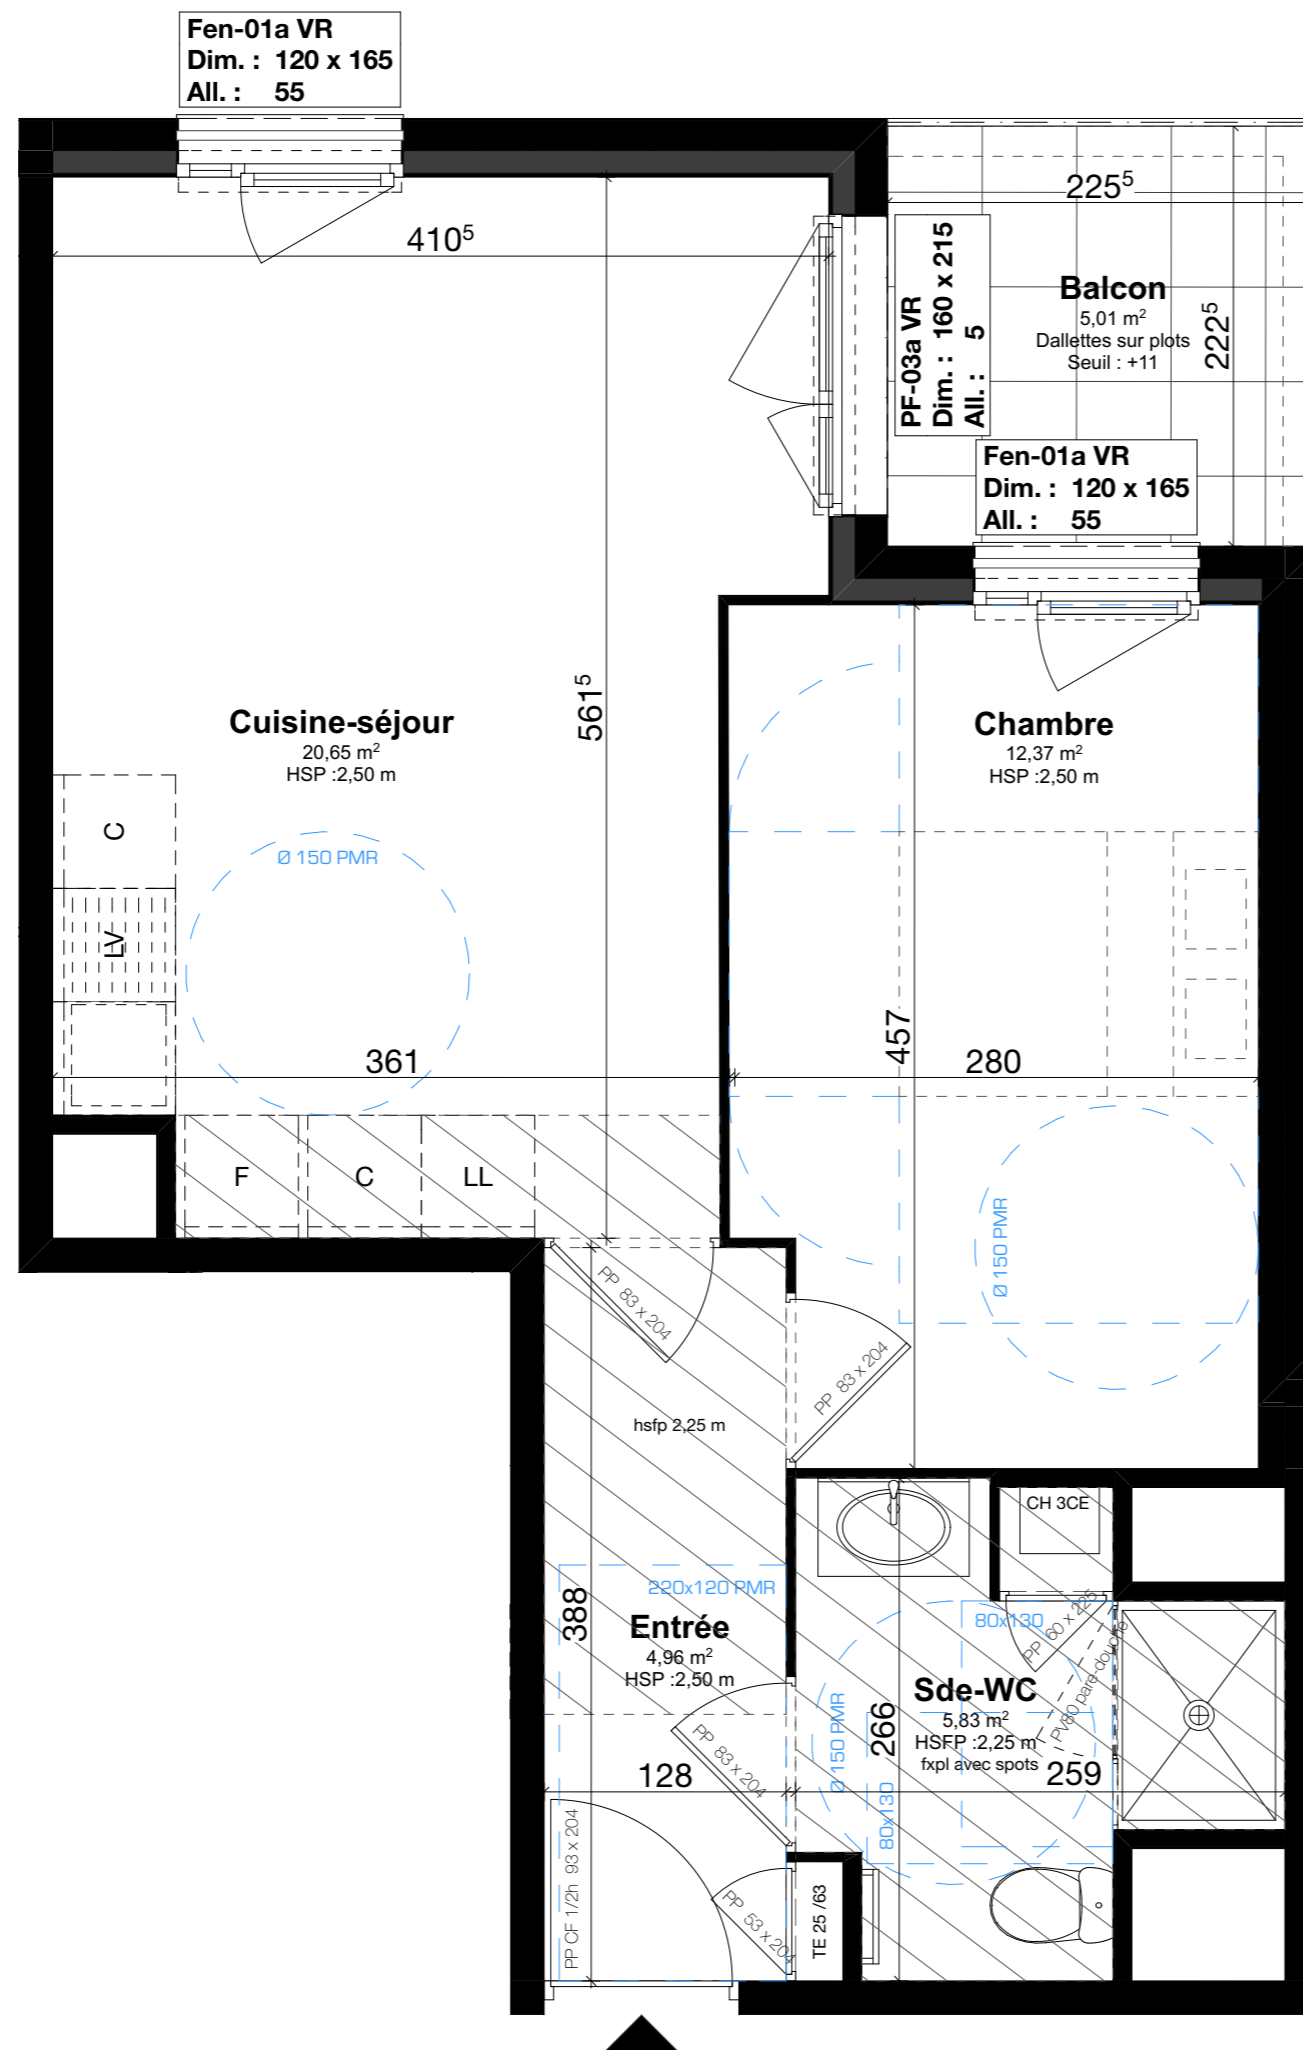 Fen-01a VR
Dim. : 120 x 165
All. : 55
410⁵
225⁵
PF-03a VR
Dim. : 160 x 215
All. : 5
Balcon
5,01 m²
Dallettes sur plots
Seuil : +11
222⁵
Fen-01a VR
Dim. : 120 x 165
All. : 55
561⁵
Cuisine-séjour
20,65 m²
HSP :2,50 m
Chambre
12,37 m²
HSP :2,50 m
C
Ø 150 PMR
LV
457
361
280
F
C
LL
Ø 150 PMR
PP 83 x 204
PP 83 x 204
hsfp 2,25 m
CH 3CE
220x120 PMR
388
Entrée
4,96 m²
HSP :2,50 m
80x130
PP 60 x 225
PV80 pare-douche
Sde-WC
5,83 m²
HSFP :2,25 m
fxpl avec spots
Ø 150 PMR
266
PP 83 x 204
128
259
80x130
PP CF 1/2h 93 x 204
PP 53 x 204
TE 25 /63